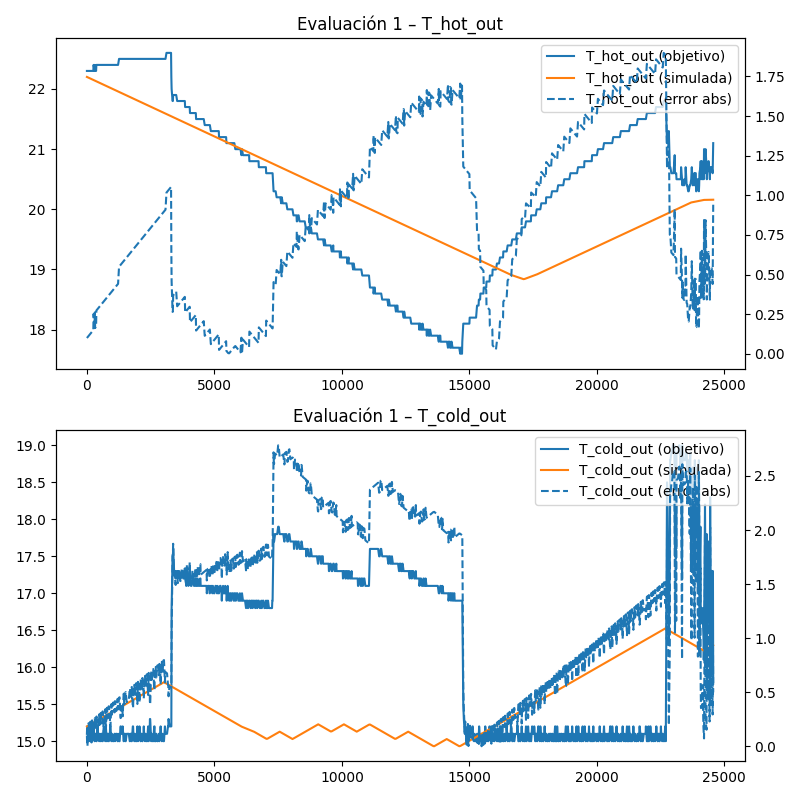 Evaluación 1 – T_hot_out
T_hot_out (objetivo)
T_hot_out (simulada)
T_hot_out (error abs)
22
21
20
19
18
1.75
1.50
1.25
1.00
0.75
0.50
0.25
0.00
0 5000 10000 15000 20000 25000
Evaluación 1 – T_cold_out
T_cold_out (objetivo)
T_cold_out (simulada)
T_cold_out (error abs)
19.0
18.5
18.0
17.5
17.0
16.5
16.0
15.5
15.0
2.5
2.0
1.5
1.0
0.5
0.0
0 5000 10000 15000 20000 25000